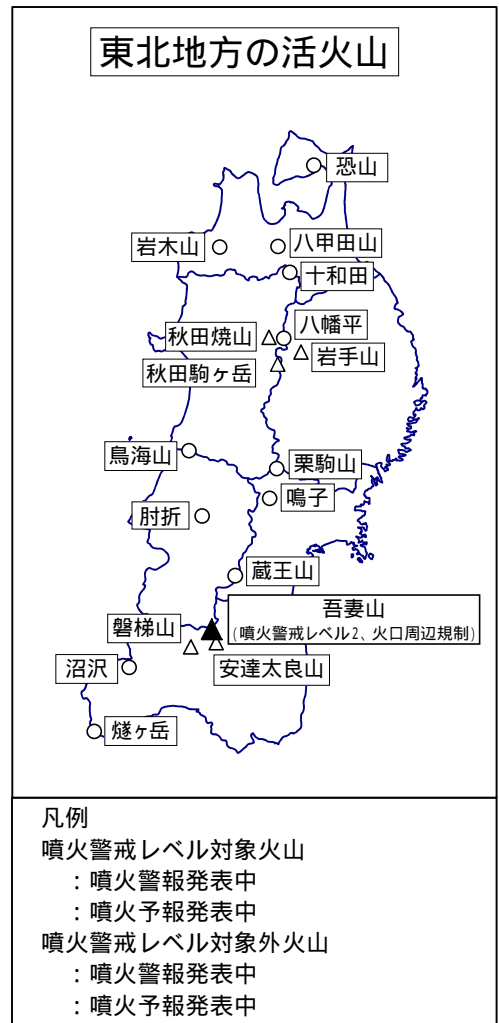 東北地方の活火山
恐山
岩木山
八甲田山
十和田
秋田焼山
八幡平
岩手山
秋田駒ヶ岳
鳥海山
栗駒山
鳴子
肘折
蔵王山
吾妻山
(噴火警戒レベル2、火口周辺規制)
磐梯山
安達太良山
沼沢
燧ヶ岳
凡例
噴火警戒レベル対象火山
：噴火警報発表中
：噴火予報発表中
噴火警戒レベル対象外火山
：噴火警報発表中
：噴火予報発表中